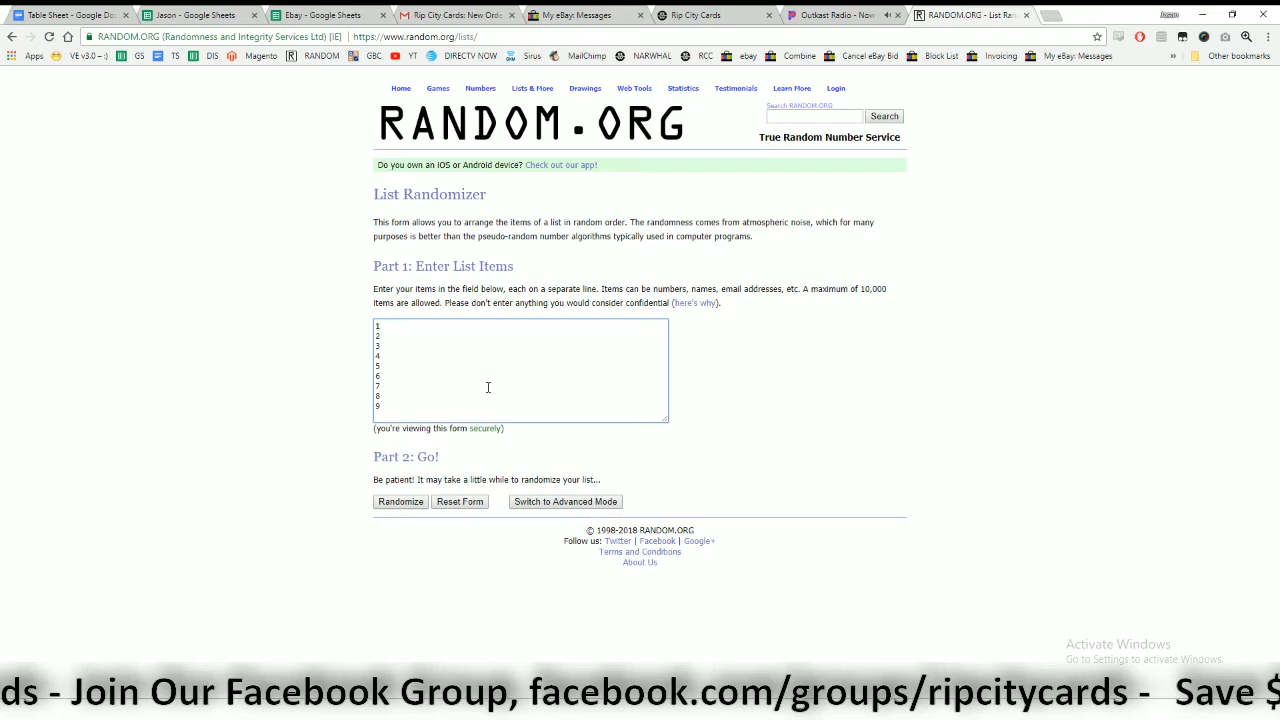 Table Sheet - Google Do Jason - Google Sheets Ebay - Google Sheets Rip City Cards: New Orde My eBay: Messages Rip City Cards Outkast Radio - Now RANDOM.ORG - List Ran Jason
RANDOM.ORG (Randomness and Integrity Services Ltd) [IE] https://www.random.org/lists/
Apps VE v3.0 – :) GS TS DIS Magento RANDOM GBC YT DIRECTV NOW Sirus MailChimp NARWHAL RCC ebay Combine Cancel eBay Bid Block List Invoicing My eBay: Messages » Other bookmarks
Home Games Numbers Lists & More Drawings Web Tools Statistics Testimonials Learn More Login
Search RANDOM.ORG
Search
RANDOM.ORG
True Random Number Service
Do you own an iOS or Android device? Check out our app!
List Randomizer
This form allows you to arrange the items of a list in random order. The randomness comes from atmospheric noise, which for many
purposes is better than the pseudo-random number algorithms typically used in computer programs.
Part 1: Enter List Items
Enter your items in the field below, each on a separate line. Items can be numbers, names, email addresses, etc. A maximum of 10,000
items are allowed. Please don't enter anything you would consider confidential (here's why).
1
2
3
4
5
6
7
8
9
(you're viewing this form securely)
Part 2: Go!
Be patient! It may take a little while to randomize your list...
Randomize Reset Form Switch to Advanced Mode
© 1998-2018 RANDOM.ORG
Follow us: Twitter | Facebook | Google+
Terms and Conditions
About Us
Activate Windows
Go to Settings to activate Windows.
ds - Join Our Facebook Group, facebook.com/groups/ripcitycards - Save $